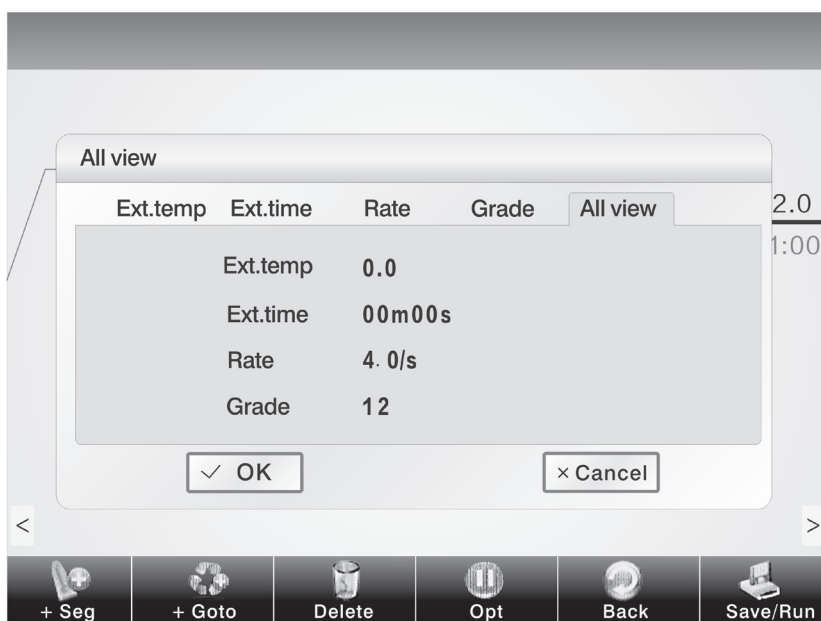 All view
Ext.temp Ext.time Rate Grade All view
2.0
1:00
Ext.temp 0.0
Ext.time 00m00s
Rate 4.0/s
Grade 12
✓ OK × Cancel
< >
+ Seg + Goto Delete Opt Back Save/Run